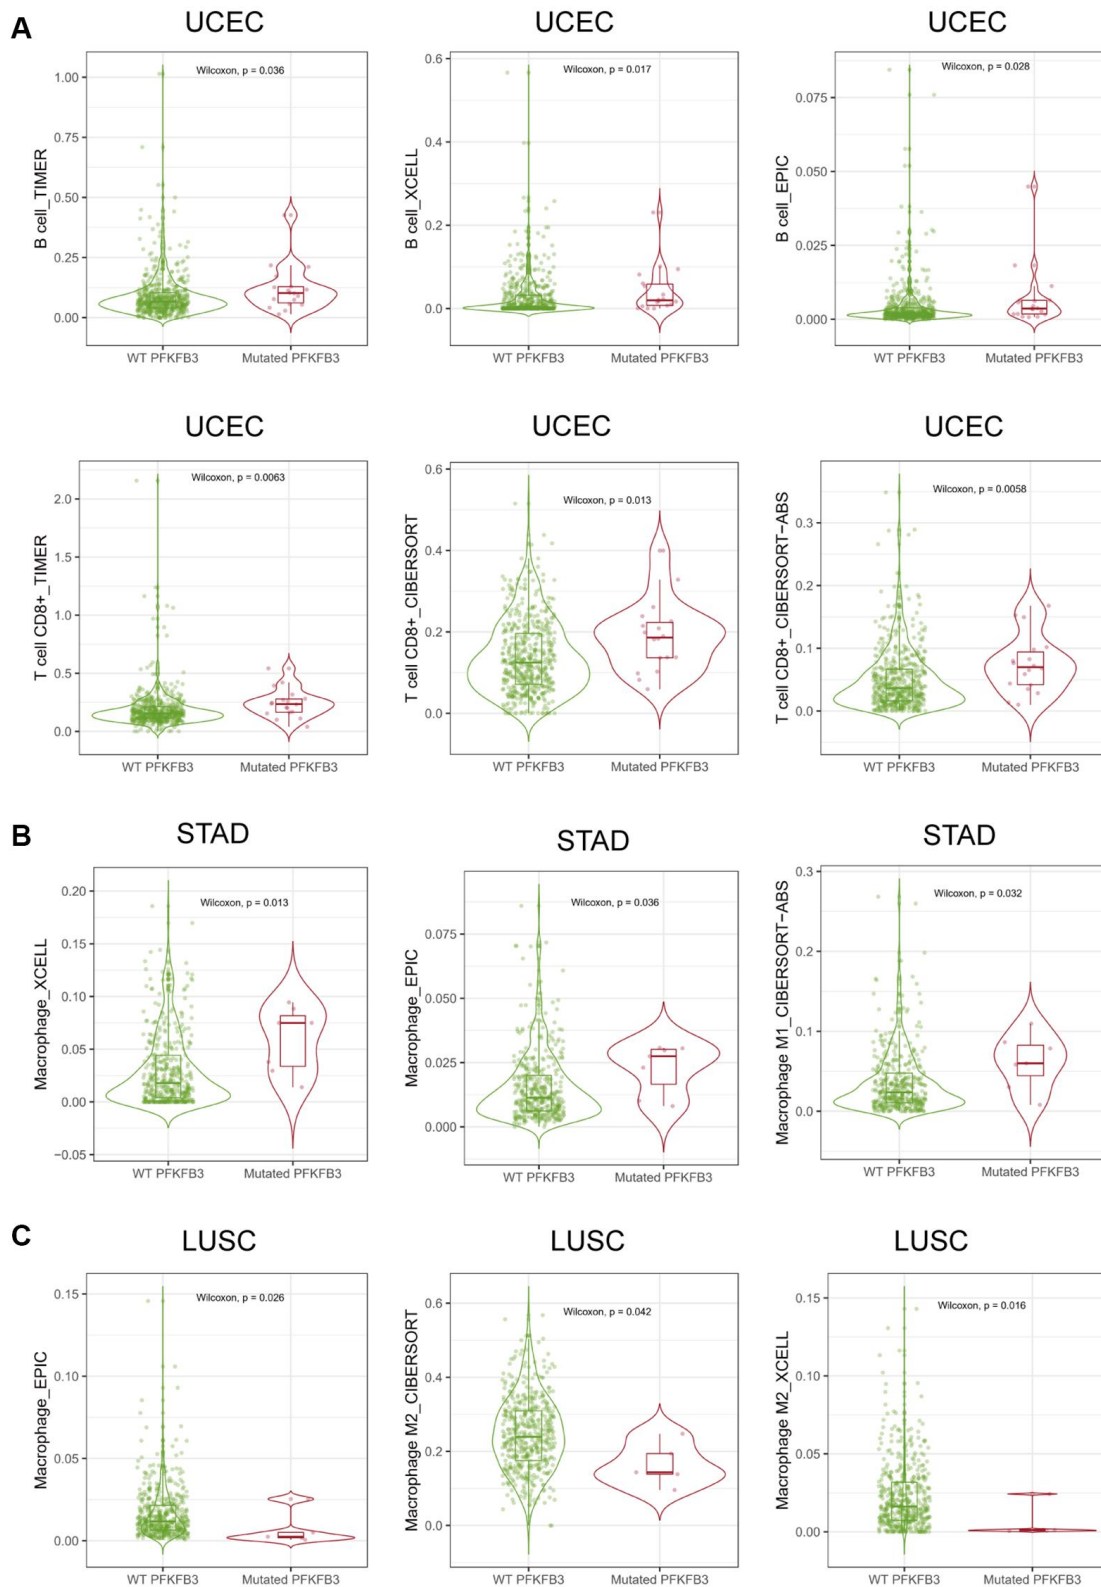 A
UCEC
UCEC
UCEC
Wilcoxon, p = 0.036
Wilcoxon, p = 0.017
Wilcoxon, p = 0.028
B cell_TIMER
1.00
0.75
0.50
0.25
0.00
B cell_XCELL
0.6
0.4
0.2
0.0
B cell_EPIC
0.075
0.050
0.025
0.000
WT PFKFB3
Mutated PFKFB3
WT PFKFB3
Mutated PFKFB3
WT PFKFB3
Mutated PFKFB3
UCEC
UCEC
UCEC
Wilcoxon, p = 0.0063
Wilcoxon, p = 0.013
Wilcoxon, p = 0.0058
T cell CD8+_TIMER
2.0
1.5
1.0
0.5
0.0
T cell CD8+_CIBERSORT
0.6
0.4
0.2
0.0
T cell CD8+_CIBERSORT−ABS
0.3
0.2
0.1
0.0
WT PFKFB3
Mutated PFKFB3
WT PFKFB3
Mutated PFKFB3
WT PFKFB3
Mutated PFKFB3
B
STAD
STAD
STAD
Wilcoxon, p = 0.013
Wilcoxon, p = 0.036
Wilcoxon, p = 0.032
Macrophage_XCELL
0.20
0.15
0.10
0.05
0.00
−0.05
Macrophage_EPIC
0.075
0.050
0.025
0.000
Macrophage M1_CIBERSORT−ABS
0.3
0.2
0.1
0.0
WT PFKFB3
Mutated PFKFB3
WT PFKFB3
Mutated PFKFB3
WT PFKFB3
Mutated PFKFB3
C
LUSC
LUSC
LUSC
Wilcoxon, p = 0.026
Wilcoxon, p = 0.042
Wilcoxon, p = 0.016
Macrophage_EPIC
0.15
0.10
0.05
0.00
Macrophage M2_CIBERSORT
0.6
0.4
0.2
0.0
Macrophage M2_XCELL
0.15
0.10
0.05
0.00
WT PFKFB3
Mutated PFKFB3
WT PFKFB3
Mutated PFKFB3
WT PFKFB3
Mutated PFKFB3